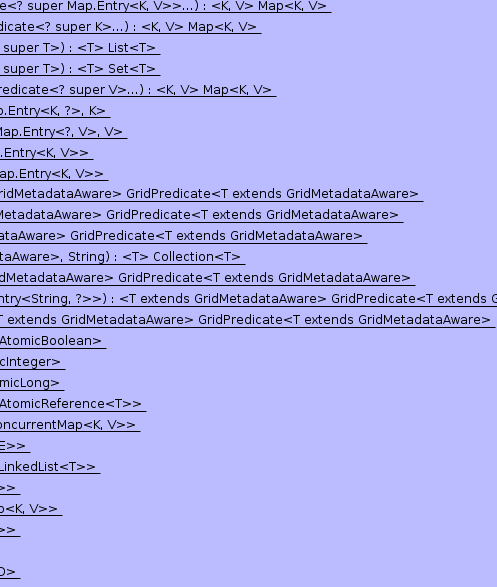 e<? super Map.Entry<K, V>>...) : <K, V> Map<K, V>
dicate<? super K>...) : <K, V> Map<K, V>
super T>) : <T> List<T>
super T>) : <T> Set<T>
redicate<? super V>...) : <K, V> Map<K, V>
p.Entry<K, ?>, K>
Map.Entry<?, V>, V>
.Entry<K, V>>
ap.Entry<K, V>>
ridMetadataAware> GridPredicate<T extends GridMetadataAware>
MetadataAware> GridPredicate<T extends GridMetadataAware>
ataAware> GridPredicate<T extends GridMetadataAware>
taAware>, String) : <T> Collection<T>
dMetadataAware> GridPredicate<T extends GridMetadataAware>
ntry<String, ?>>) : <T extends GridMetadataAware> GridPredicate<T extends G
T extends GridMetadataAware> GridPredicate<T extends GridMetadataAware>
AtomicBoolean>
cInteger>
micLong>
AtomicReference<T>>
oncurrentMap<K, V>>
E>>
LinkedList<T>>
>>
p<K, V>>
>>
O>